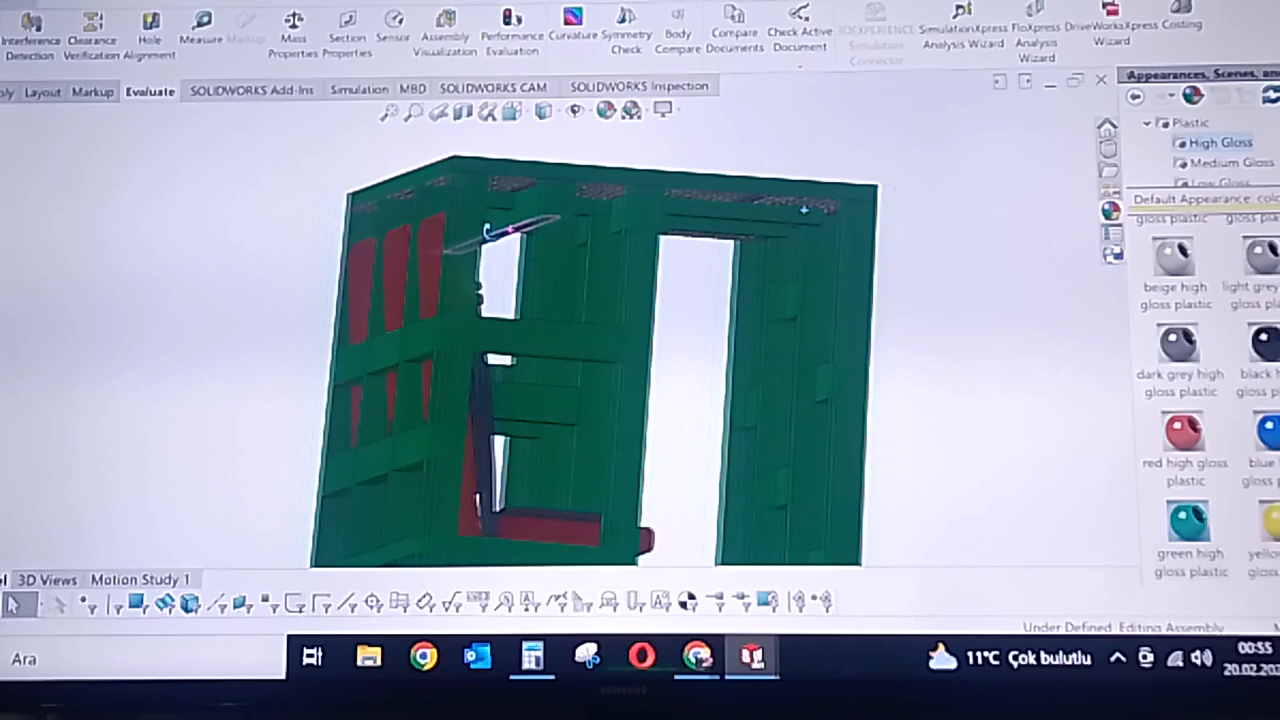 Interference Detection
Clearance Verification
Hole Alignment
Measure
Markup
Mass Properties
Section Properties
Sensor
Assembly Visualization
Performance Evaluation
Curvature
Symmetry Check
Body Compare
Compare Documents
Check Active Document
3DEXPERIENCE Simulation Connector
SimulationXpress Analysis Wizard
FloXpress Analysis Wizard
DriveWorksXpress Wizard
Costing
Layout
Markup
Evaluate
SOLIDWORKS Add-Ins
Simulation
MBD
SOLIDWORKS CAM
SOLIDWORKS Inspection
Appearances, Scenes, an
Plastic
High Gloss
Medium Gloss
Low Gloss
Default Appearance: colo
gloss plastic
beige high gloss plastic
light grey
gloss pla
dark grey high gloss plastic
black h
gloss p
red high gloss plastic
blue
gloss
green high gloss plastic
yello
gloss
3D Views
Motion Study 1
Under Defined
Editing Assembly
Ara
11°C Çok bulutlu
00:55
20.02.20
SAMSUNG